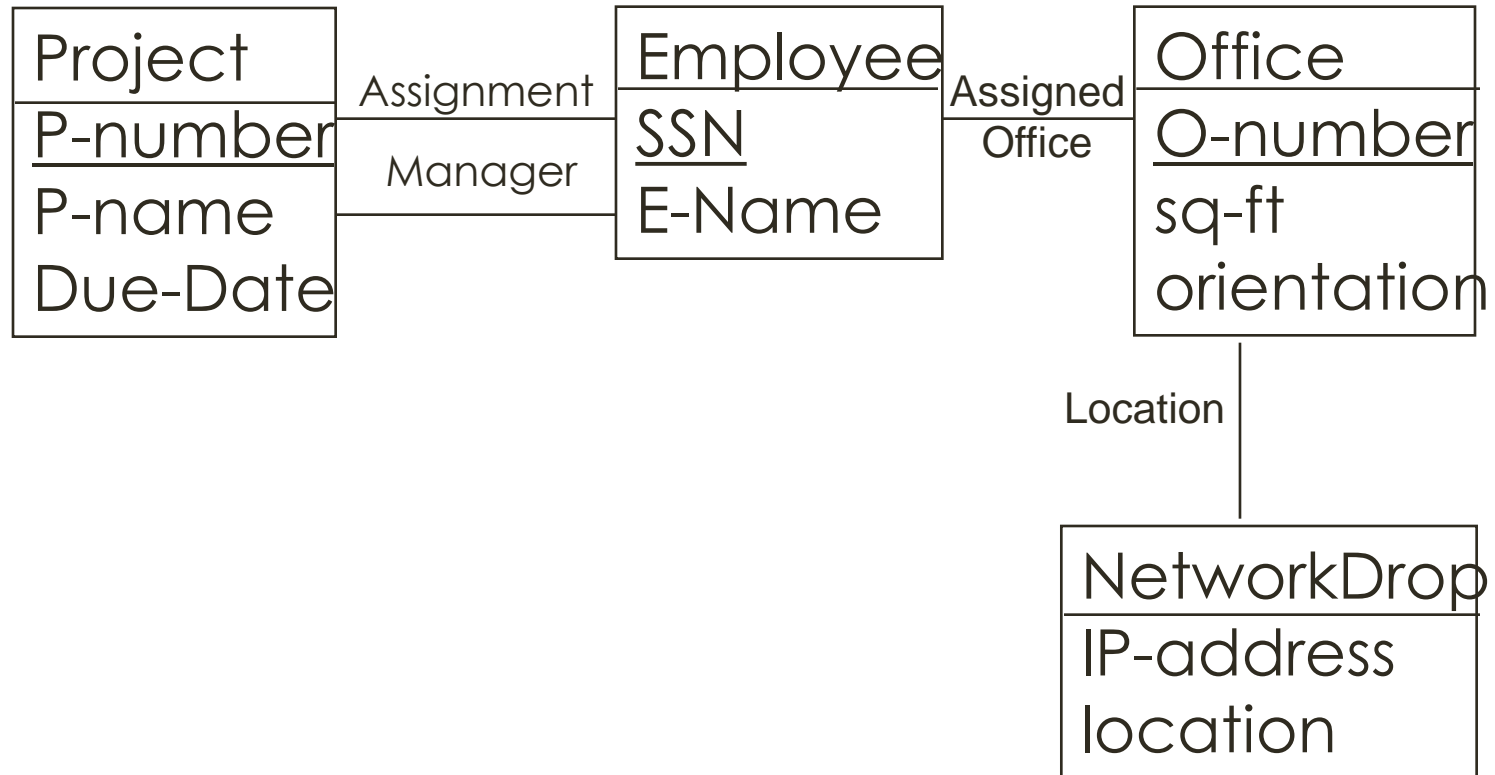 Project
P-number
P-name
Due-Date
Assignment
Manager
Employee
SSN
E-Name
Assigned
Office
Office
O-number
sq-ft
orientation
Location
NetworkDrop
IP-address
location